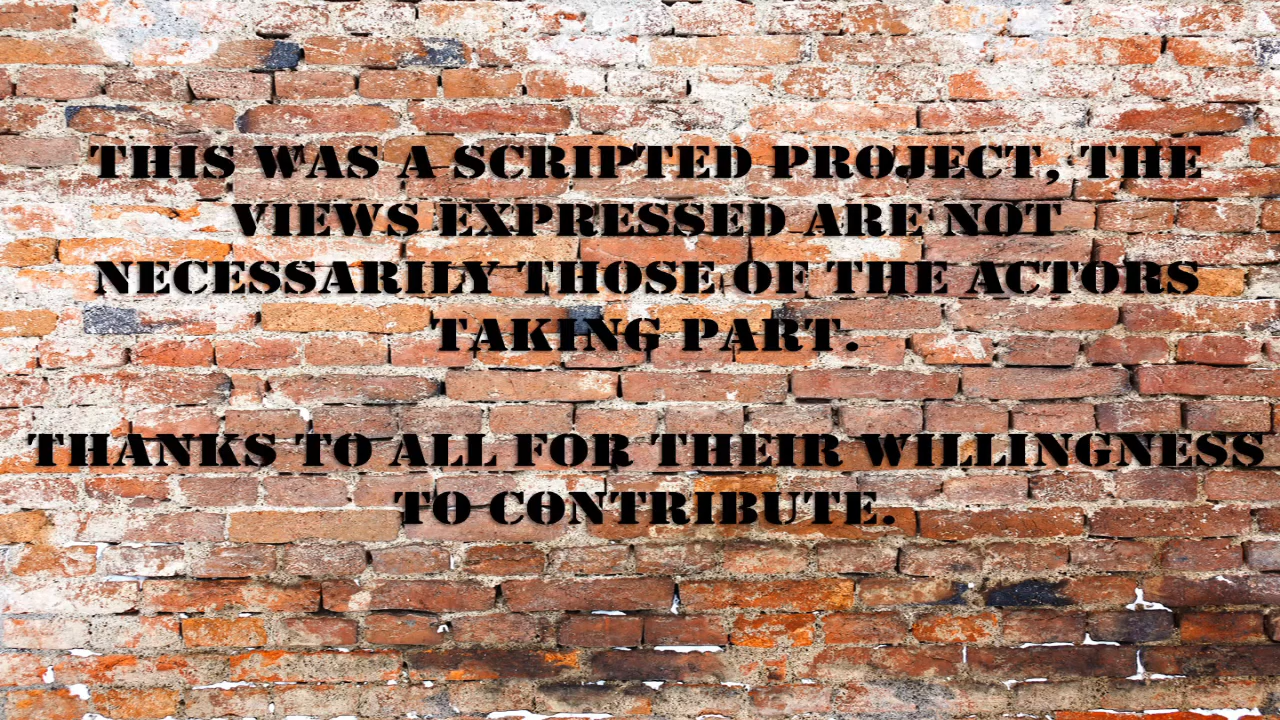 THIS WAS A SCRIPTED PROJECT, THE
VIEWS EXPRESSED ARE NOT
NECESSARILY THOSE OF THE ACTORS
TAKING PART.
THANKS TO ALL FOR THEIR WILLINGNESS
TO CONTRIBUTE.